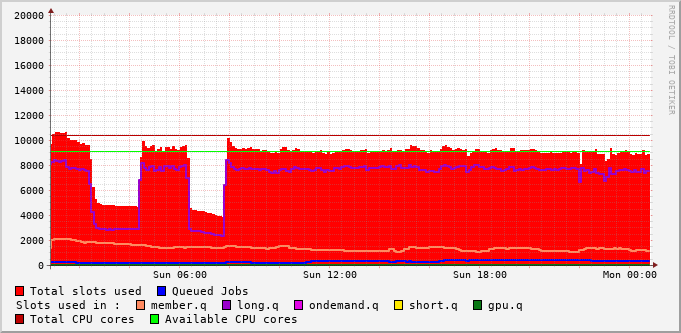 RRDTOOL / TOBI OETIKER
20000
18000
16000
14000
12000
10000
8000
6000
4000
2000
0
Sun 06:00 Sun 12:00 Sun 18:00 Mon 00:00
Total slots used Queued Jobs
Slots used in : member.q long.q ondemand.q short.q gpu.q
Total CPU cores Available CPU cores